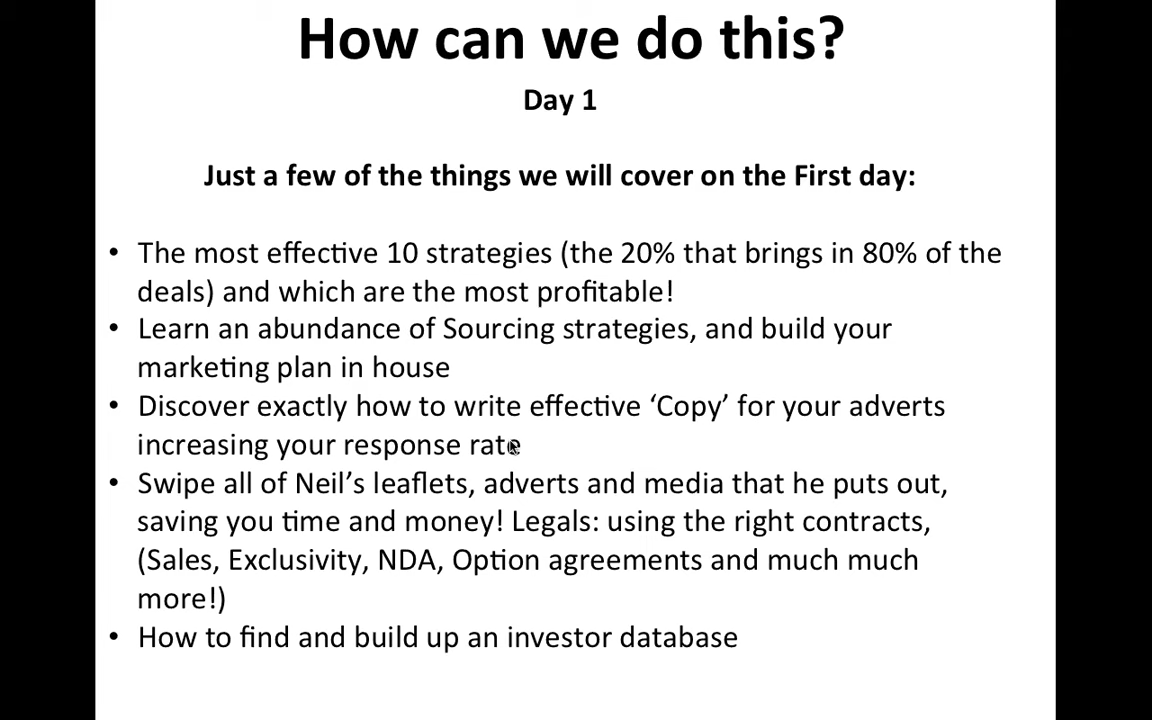 How can we do this?
Day 1
Just a few of the things we will cover on the First day:
• The most effective 10 strategies (the 20% that brings in 80% of the
deals) and which are the most profitable!
• Learn an abundance of Sourcing strategies, and build your
marketing plan in house
• Discover exactly how to write effective ‘Copy’ for your adverts
increasing your response rate
• Swipe all of Neil’s leaflets, adverts and media that he puts out,
saving you time and money! Legals: using the right contracts,
(Sales, Exclusivity, NDA, Option agreements and much much
more!)
• How to find and build up an investor database